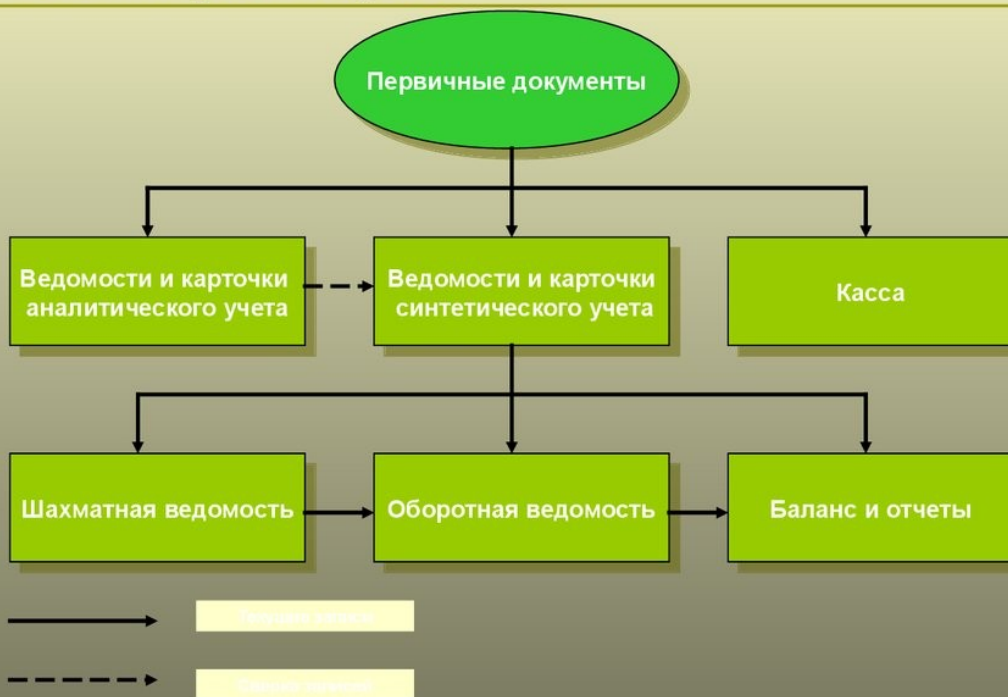 Первичные документы
Ведомости и карточки
аналитического учета
Ведомости и карточки
синтетического учета
Касса
Шахматная ведомость
Оборотная ведомость
Баланс и отчеты